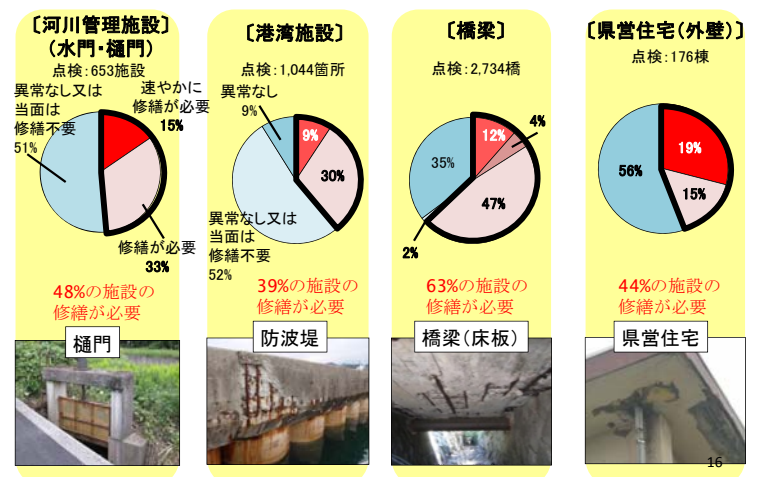 〔河川管理施設〕
(水門・樋門)
点検:653施設
異常なし又は
当面は
修繕不要
51%
速やかに
修繕が必要
15%
修繕が必要
33%
48%の施設の
修繕が必要
樋門
〔港湾施設〕
点検:1,044箇所
異常なし
9%
9%
30%
異常なし又は
当面は
修繕不要
52%
39%の施設の
修繕が必要
防波堤
〔橋梁〕
点検:2,734橋
12%
4%
35%
47%
2%
63%の施設の
修繕が必要
橋梁(床板)
〔県営住宅(外壁)〕
点検:176棟
19%
56%
15%
44%の施設の
修繕が必要
県営住宅
16